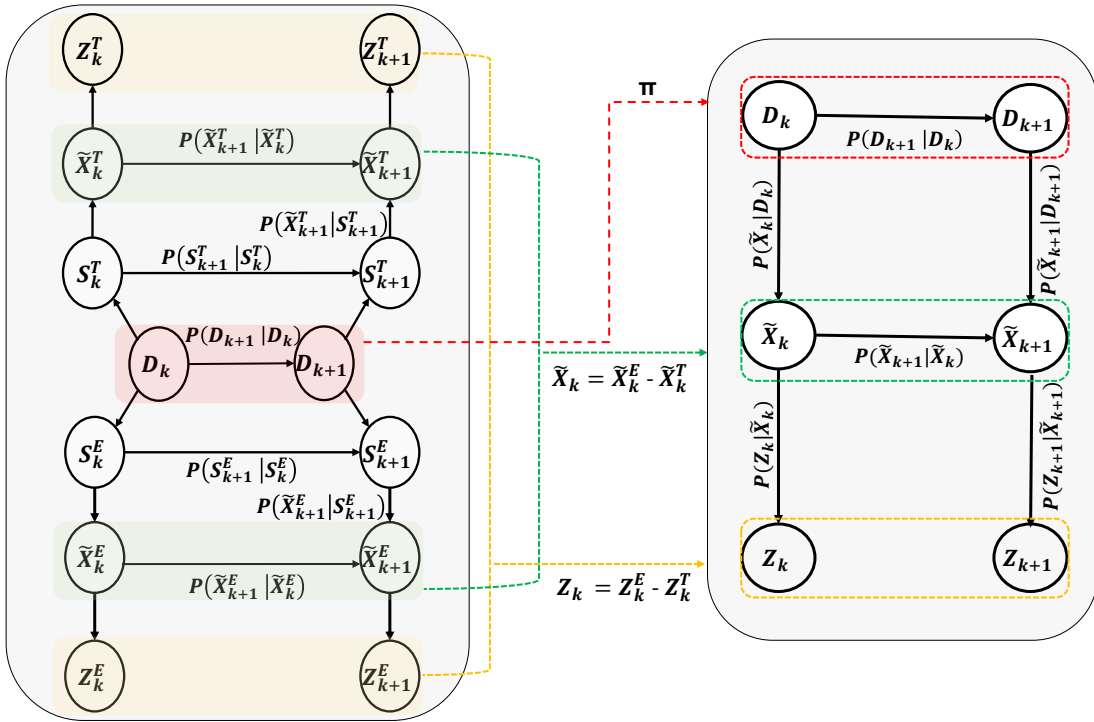 Z_k^T
Z_{k+1}^T
P(X̃_{k+1}^T |X̃_k^T)
X̃_k^T
X̃_{k+1}^T
P(X̃_{k+1}^T|S_{k+1}^T)
P(S_{k+1}^T |S_k^T)
S_k^T
S_{k+1}^T
P(D_{k+1} |D_k)
D_k
D_{k+1}
S_k^E
S_{k+1}^E
P(S_{k+1}^E |S_k^E)
P(X̃_{k+1}^E|S_{k+1}^E)
X̃_k^E
X̃_{k+1}^E
P(X̃_{k+1}^E |X̃_k^E)
Z_k^E
Z_{k+1}^E
π
X̃_k = X̃_k^E - X̃_k^T
Z_k = Z_k^E - Z_k^T
D_k
D_{k+1}
P(D_{k+1} |D_k)
P(X̃_k|D_k)
P(X̃_{k+1}|D_{k+1})
X̃_k
X̃_{k+1}
P(X̃_{k+1}|X̃_k)
P(Z_k|X̃_k)
P(Z_{k+1}|X̃_{k+1})
Z_k
Z_{k+1}